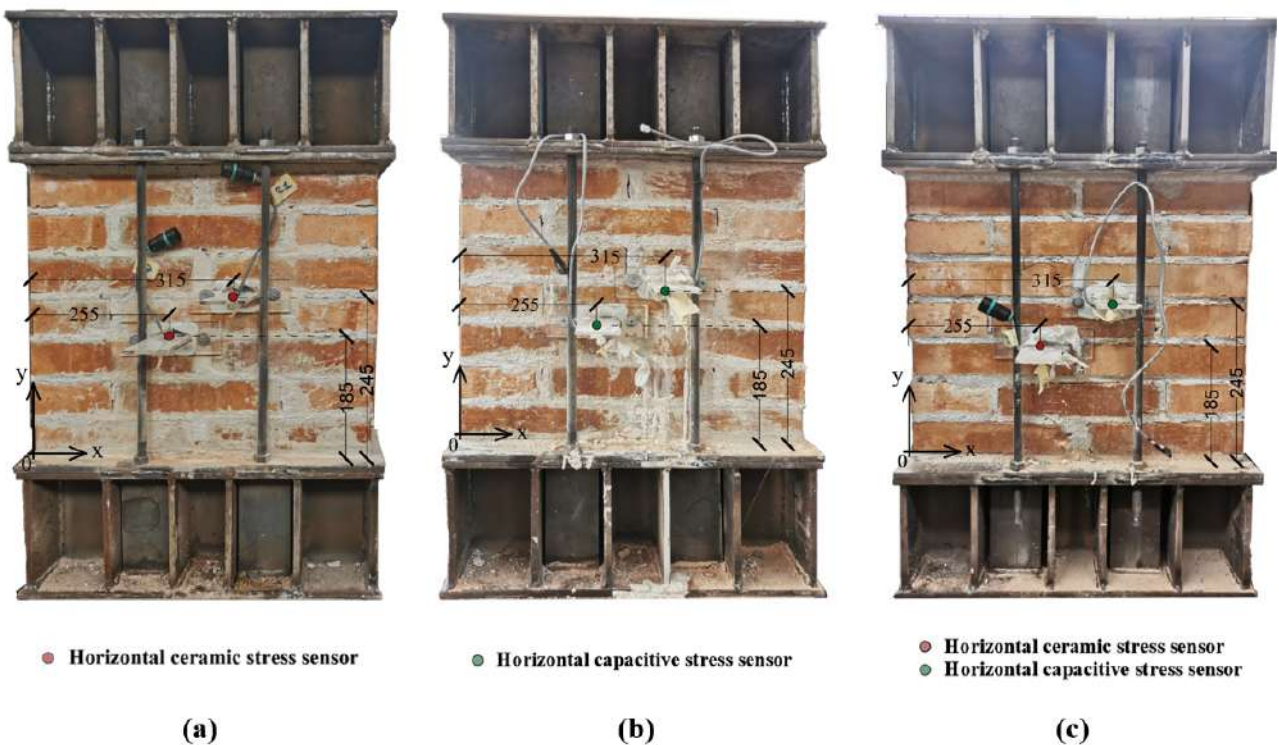 315
255
y
0
x
185
245
21
315
255
y
0
x
185
245
315
255
y
0
x
185
245
Horizontal ceramic stress sensor
Horizontal capacitive stress sensor
Horizontal ceramic stress sensor
Horizontal capacitive stress sensor
(a)
(b)
(c)